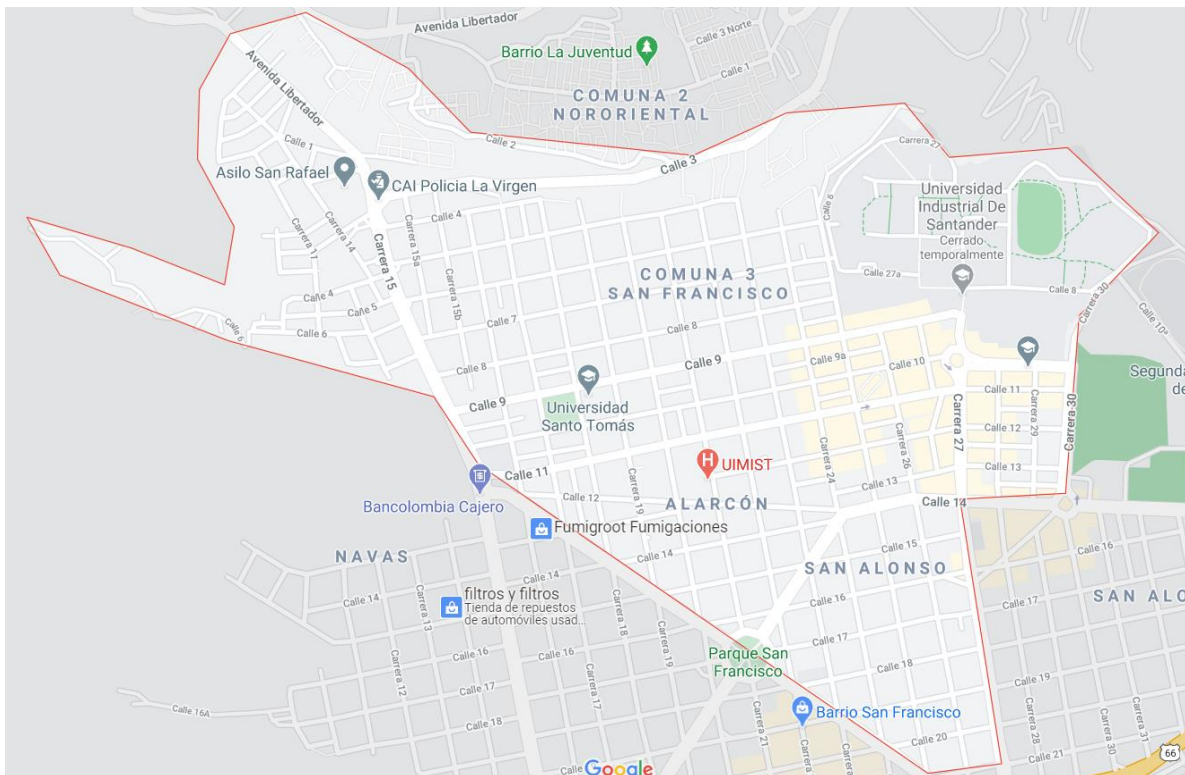 Avenida Libertador
Calle 3 Norte
Barrio La Juventud
Calle 1
COMUNA 2
NORORIENTAL
Avenida Libertador
Calle 1
Calle 2
Calle 3
Carrera 27
Asilo San Rafael
CAI Policia La Virgen
Universidad
Industrial De
Santander
Cerrado
temporalmente
Calle 6
Calle 4
Carrera 11
Carrera 14
Carrera 15
Carrera 15a
Carrera 15b
COMUNA 3
SAN FRANCISCO
Calle 27a
Calle 8
Carrera 30
Calle 10a
Calle 4
Calle 5
Calle 6
Calle 6
Calle 7
Calle 8
Calle 8
Calle 9
Calle 9a
Calle 10
Segunda
de
Calle 9
Universidad
Santo Tomás
Calle 11
Calle 12
Carrera 29
Carrera 30
Carrera 27
Calle 11
UIMIST
Carrera 24
Carrera 26
Calle 13
Calle 13
Bancolombia Cajero
Calle 12
Carrera 19
ALARCÓN
Calle 14
Fumigroot Fumigaciones
NAVAS
Calle 14
Calle 14
Calle 15
SAN ALONSO
Calle 16
filtros y filtros
Tienda de repuestos
de automóviles usad...
Calle 14
Carrera 13
Carrera 18
Calle 16
Calle 17
SAN ALO
Calle 17
Calle 16
Calle 16
Carrera 19
Parque San
Francisco
Calle 18
Carrera 12
Calle 17
Carrera 17
Calle 19
Calle 16A
Calle 18
Barrio San Francisco
Carrera 21
Calle 20
Carrera 28
Carrera 30
Carrera 31
Calle 20
Calle 21
66
Calle
Google